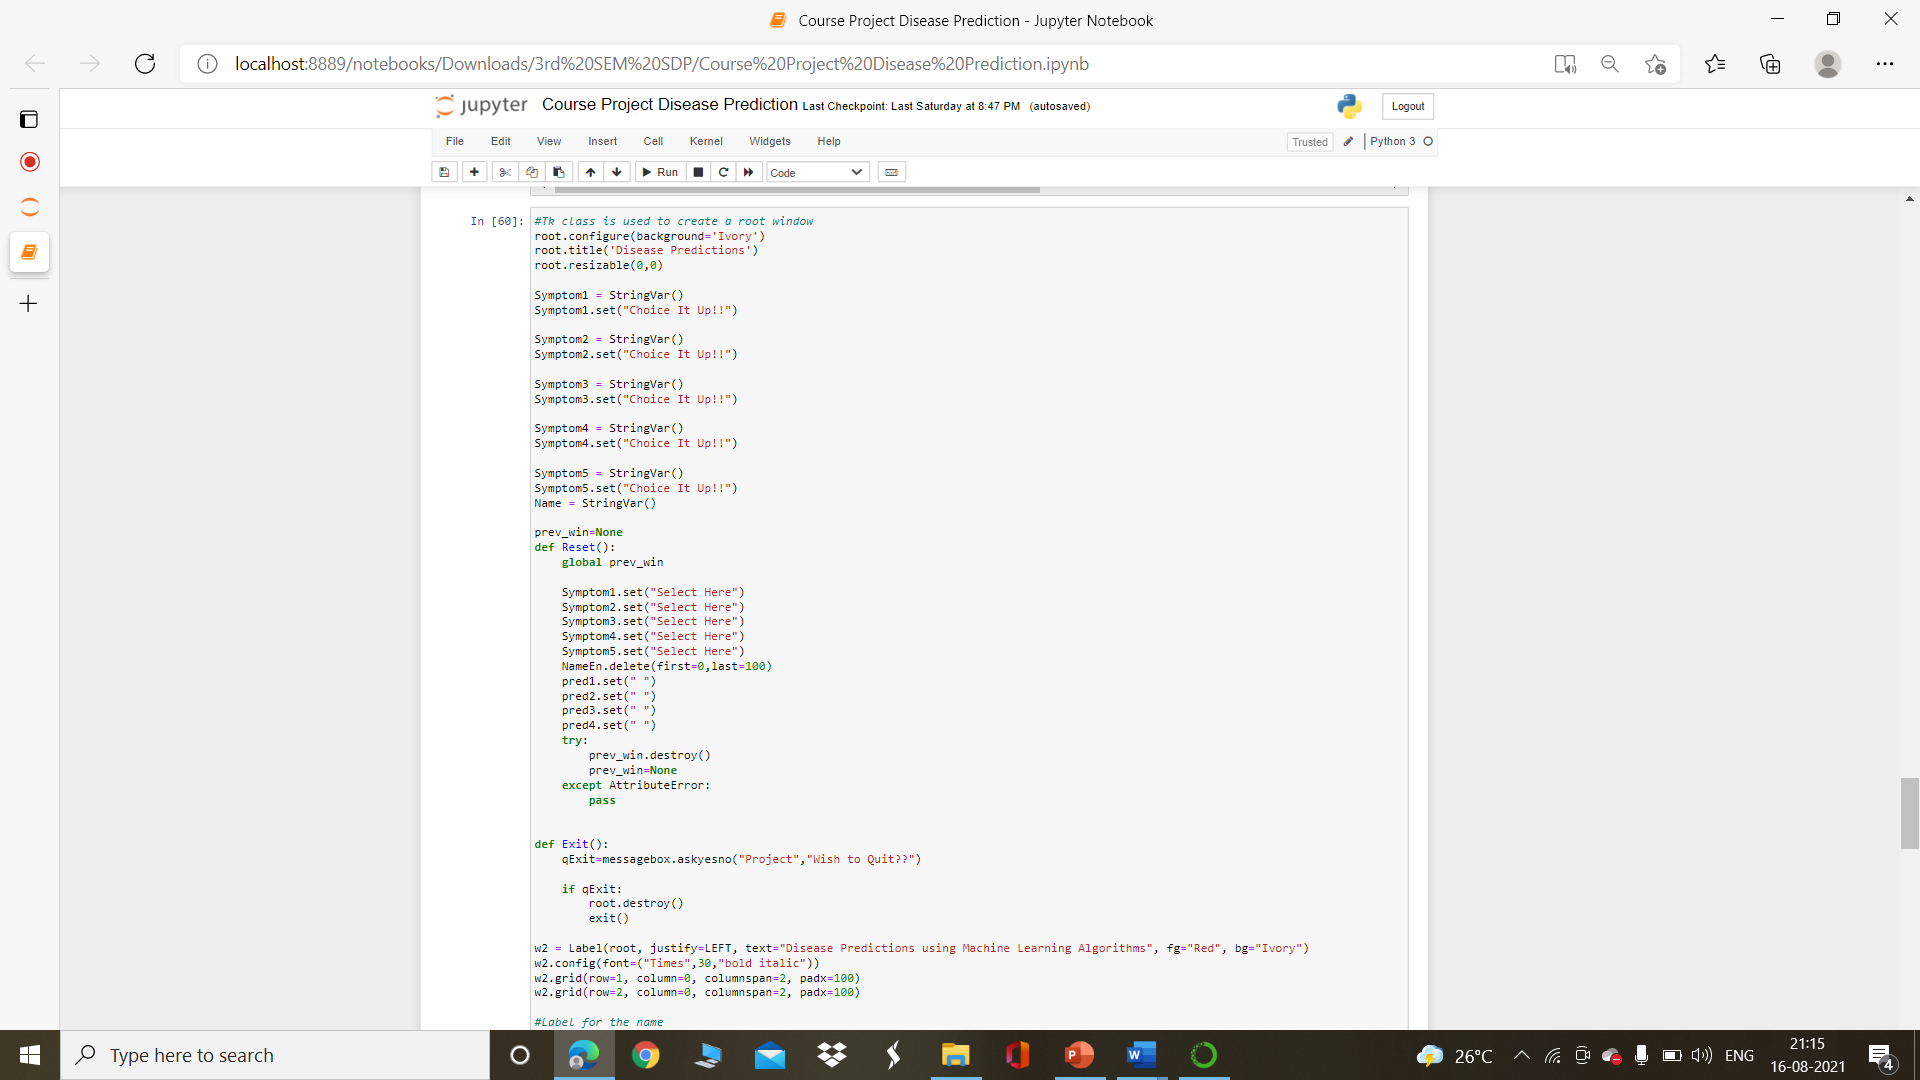 Course Project Disease Prediction - Jupyter Notebook
localhost:8889/notebooks/Downloads/3rd%20SEM%20SDP/Course%20Project%20Disease%20Prediction.ipynb
jupyter Course Project Disease Prediction Last Checkpoint: Last Saturday at 8:47 PM (autosaved)
Logout
File Edit View Insert Cell Kernel Widgets Help
Trusted Python 3
Run Code
In [60]:
#Tk class is used to create a root window
root.configure(background='Ivory')
root.title('Disease Predictions')
root.resizable(0,0)
Symptom1 = StringVar()
Symptom1.set("Choice It Up!!")
Symptom2 = StringVar()
Symptom2.set("Choice It Up!!")
Symptom3 = StringVar()
Symptom3.set("Choice It Up!!")
Symptom4 = StringVar()
Symptom4.set("Choice It Up!!")
Symptom5 = StringVar()
Symptom5.set("Choice It Up!!")
Name = StringVar()
prev_win=None
def Reset():
    global prev_win
    Symptom1.set("Select Here")
    Symptom2.set("Select Here")
    Symptom3.set("Select Here")
    Symptom4.set("Select Here")
    Symptom5.set("Select Here")
    NameEn.delete(first=0,last=100)
    pred1.set(" ")
    pred2.set(" ")
    pred3.set(" ")
    pred4.set(" ")
    try:
        prev_win.destroy()
        prev_win=None
    except AttributeError:
        pass
def Exit():
    qExit=messagebox.askyesno("Project","Wish to Quit??")
    if qExit:
        root.destroy()
        exit()
w2 = Label(root, justify=LEFT, text="Disease Predictions using Machine Learning Algorithms", fg="Red", bg="Ivory")
w2.config(font=("Times",30,"bold italic"))
w2.grid(row=1, column=0, columnspan=2, padx=100)
w2.grid(row=2, column=0, columnspan=2, padx=100)
#Label for the name
Type here to search
26°C
ENG
21:15
16-08-2021
4